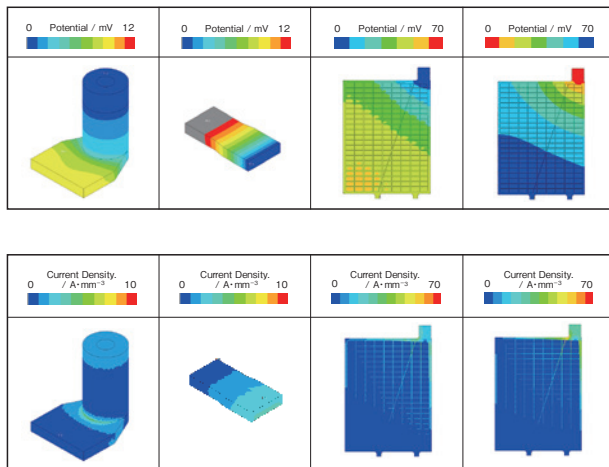 0 Potential / mV 12
0 Potential / mV 12
0 Potential / mV 70
0 Potential / mV 70
Current Density.
0 / A・mm⁻³ 10
Current Density.
0 / A・mm⁻³ 10
Current Density.
0 / A・mm⁻³ 70
Current Density.
0 / A・mm⁻³ 70